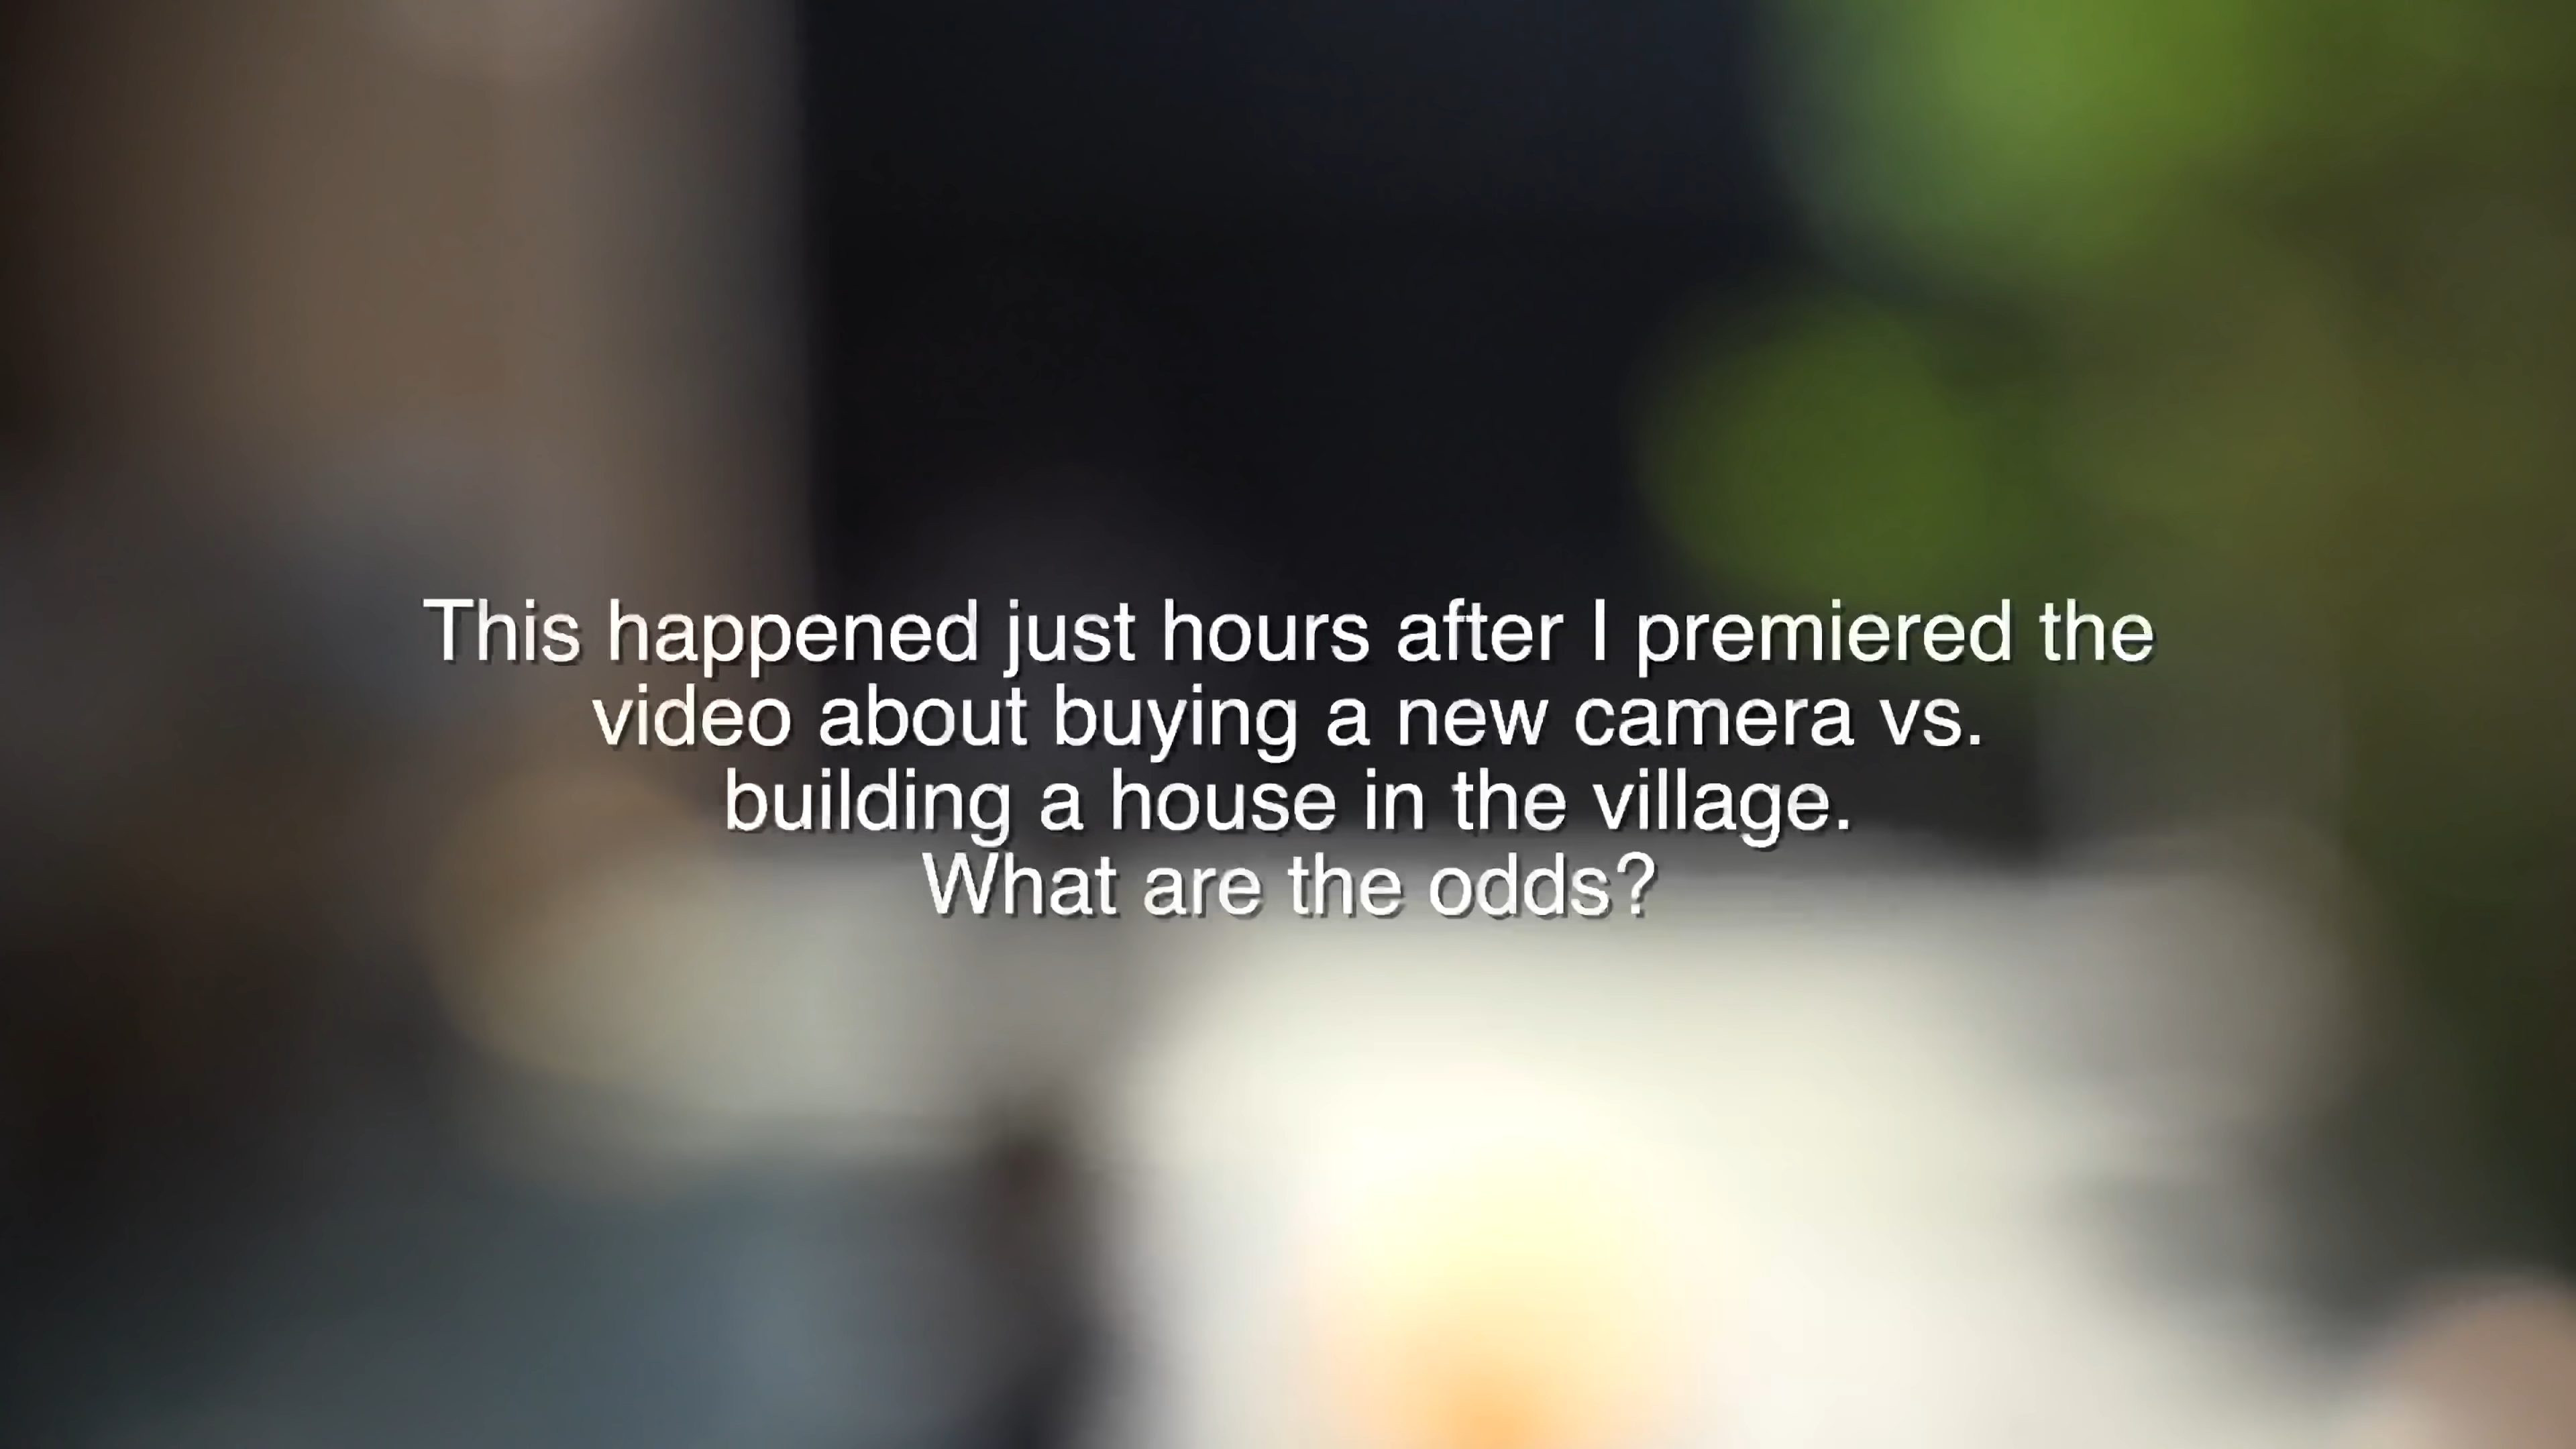 This happened just hours after I premiered the
video about buying a new camera vs.
building a house in the village.
What are the odds?